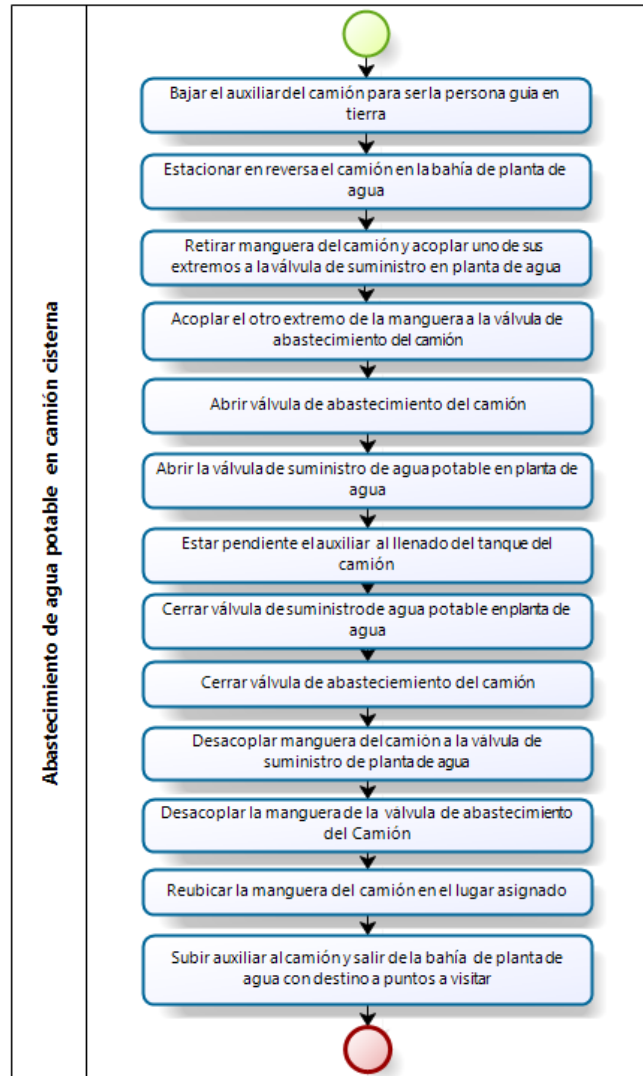 Abastecimiento de agua potable en camión cisterna
Bajar el auxiliar del camión para ser la persona guia en
tierra
Estacionar en reversa el camión en la bahía de planta de
agua
Retirar manguera del camión y acoplar uno de sus
extremos a la válvula de suministro en planta de agua
Acoplar el otro extremo de la manguera a la válvula de
abastecimiento del camión
Abrir válvula de abastecimiento del camión
Abrir la válvula de suministro de agua potable en planta de
agua
Estar pendiente el auxiliar al llenado del tanque del
camión
Cerrar válvula de suministro de agua potable en planta de
agua
Cerrar válvula de abasteciemiento del camión
Desacoplar manguera del camión a la válvula de
suministro de planta de agua
Desacoplar la manguera de la válvula de abastecimiento
del Camión
Reubicar la manguera del camión en el lugar asignado
Subir auxiliar al camión y salir de la bahía de planta de
agua con destino a puntos a visitar